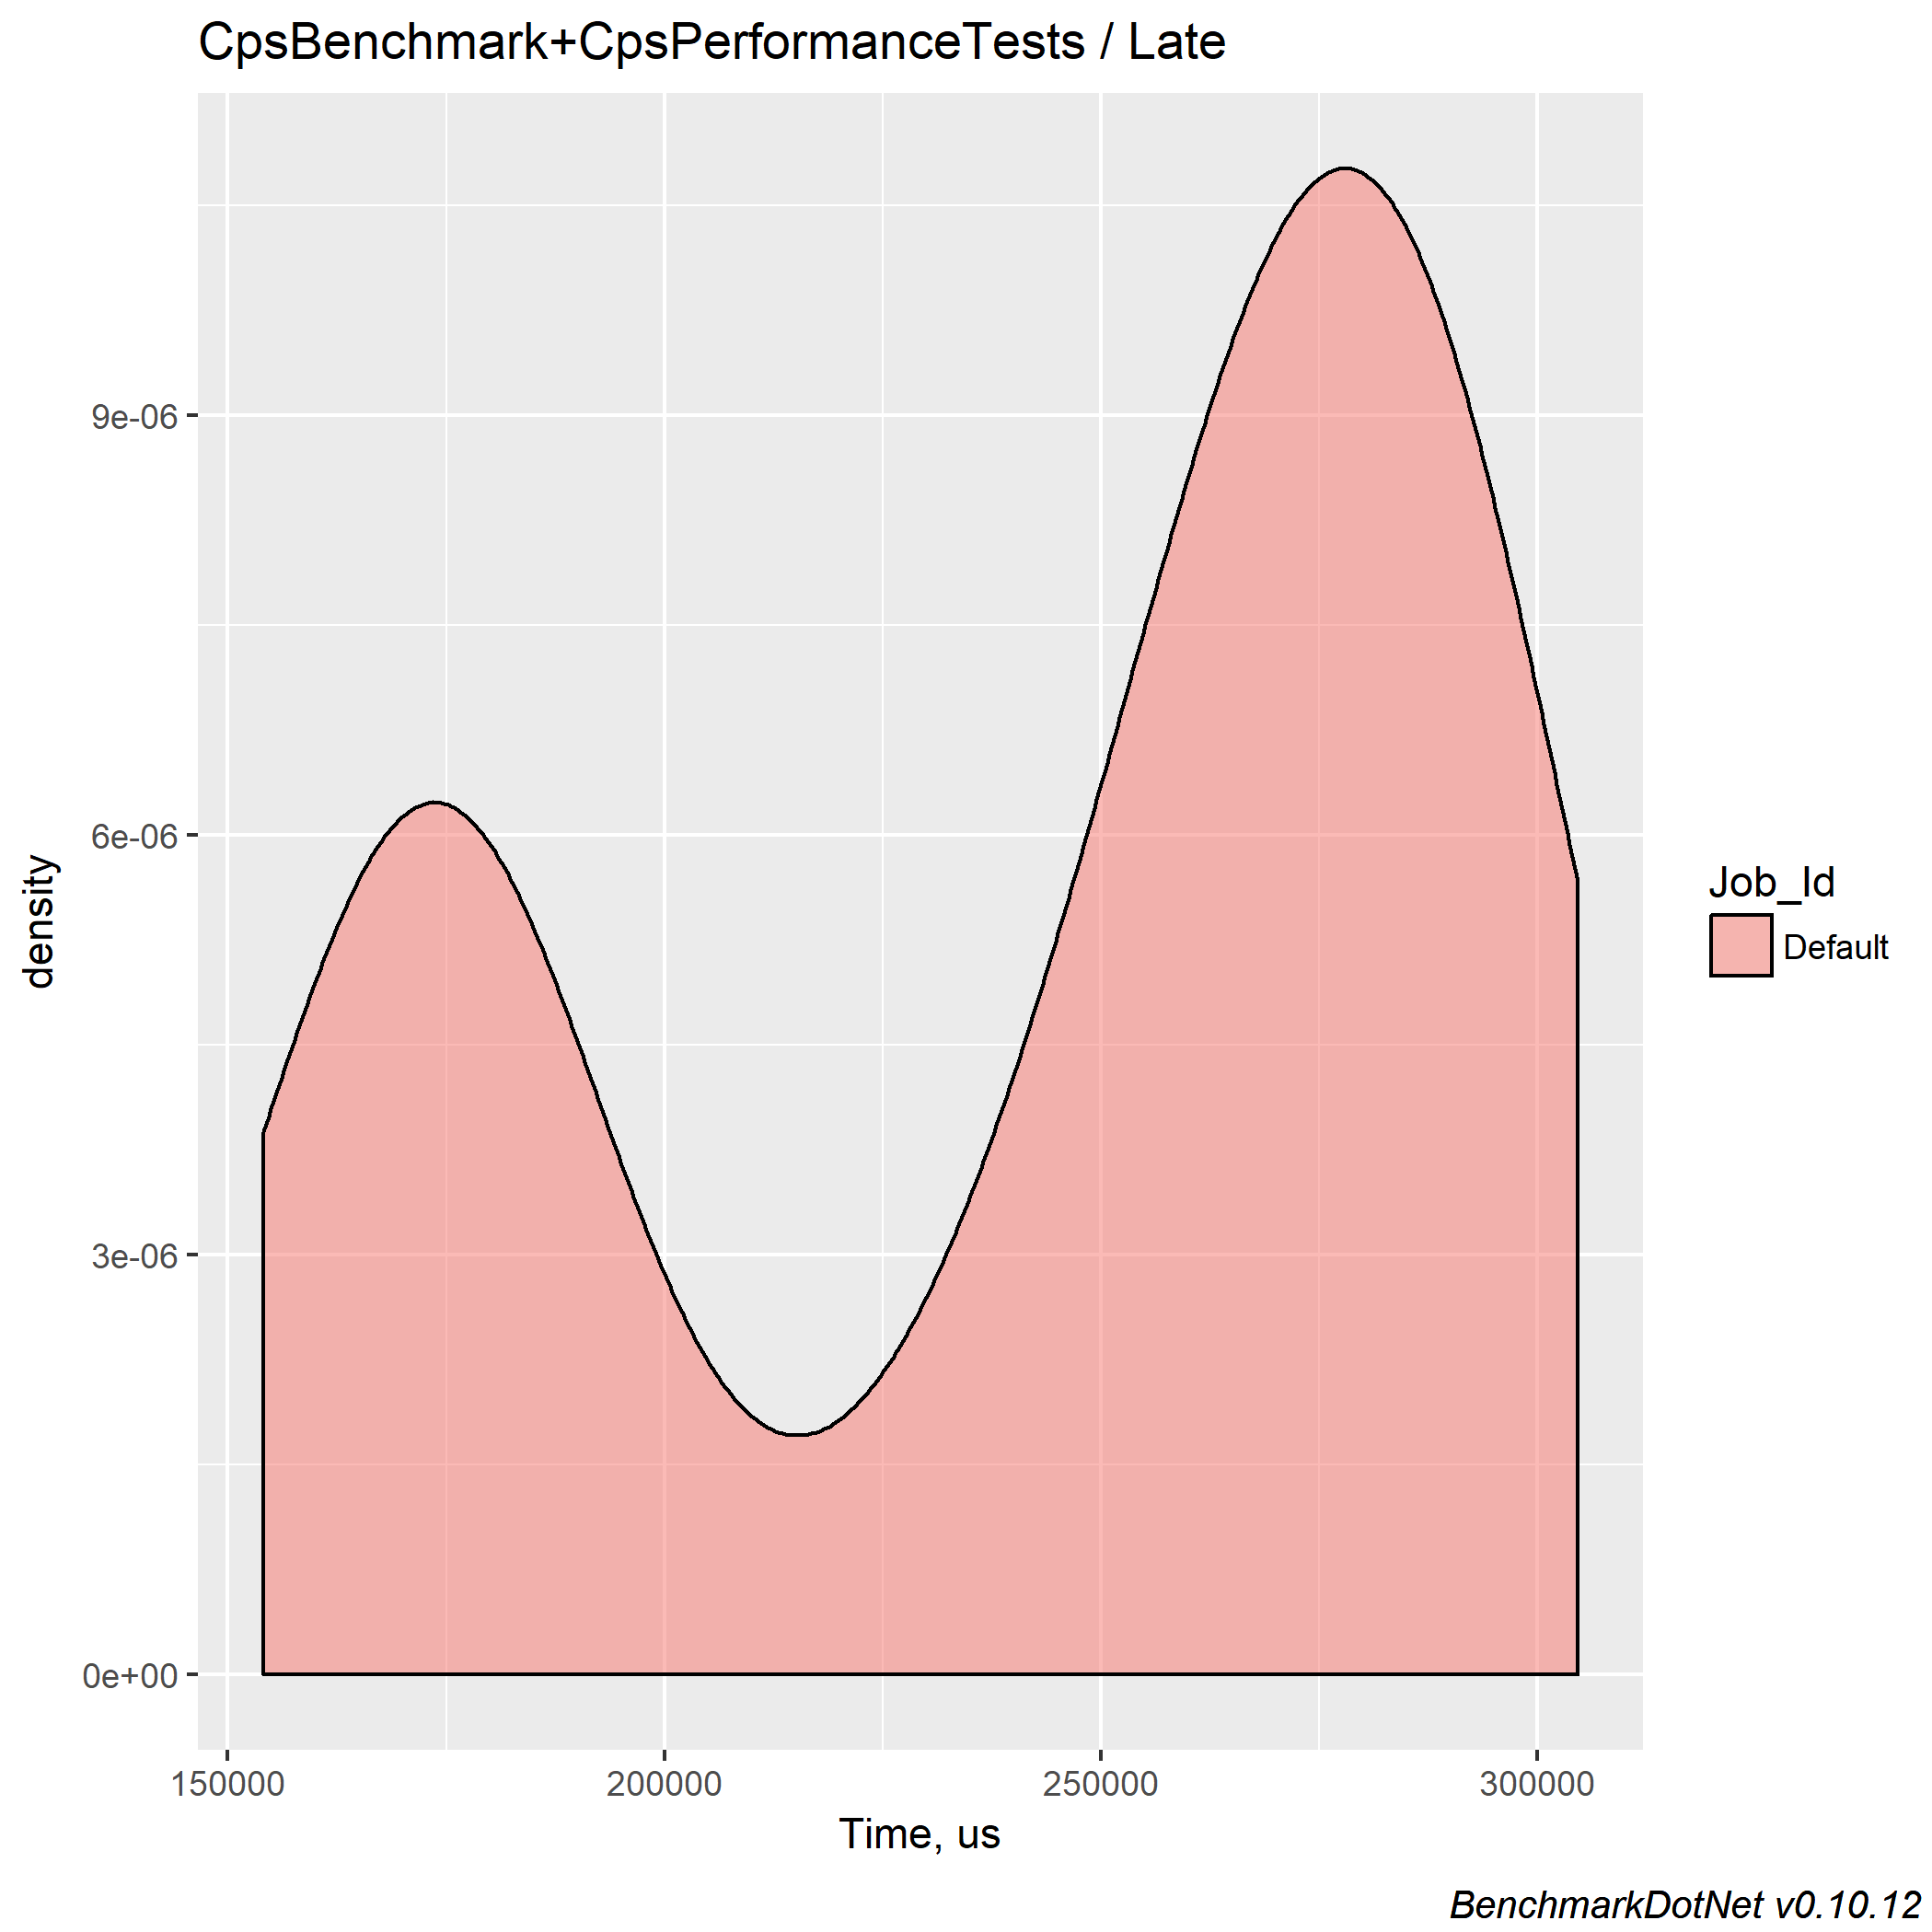 CpsBenchmark+CpsPerformanceTests / Late
9e-06
6e-06
3e-06
0e+00
density
150000 200000 250000 300000
Time, us
Job_Id
Default
BenchmarkDotNet v0.10.12